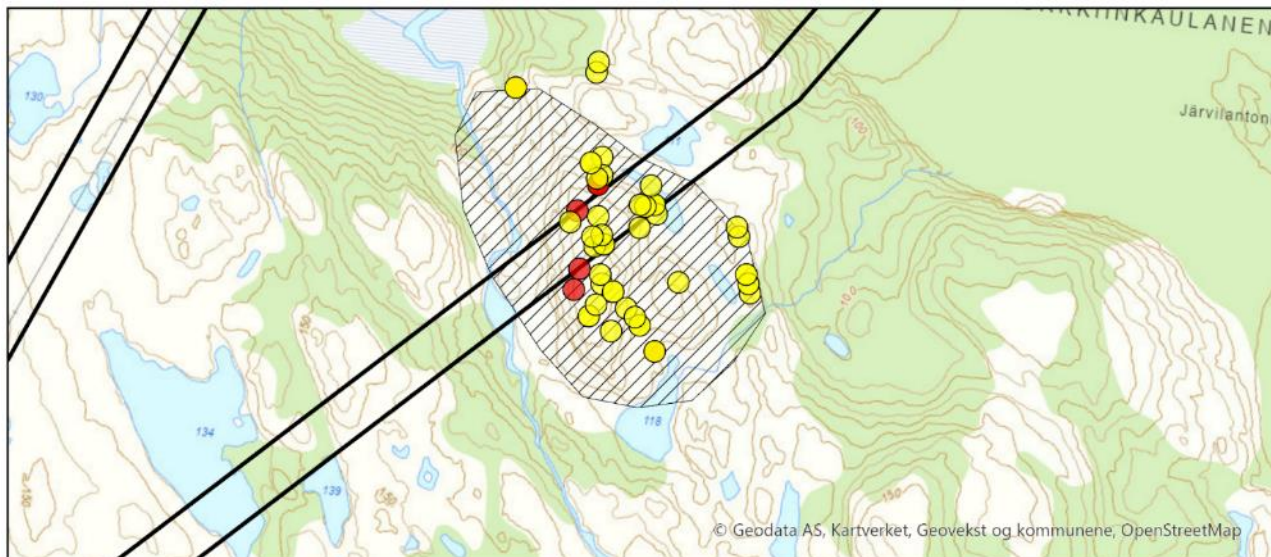 KKIINKAULANEN
Järvilanton
130
100
150
134
139
118
150
© Geodata AS, Kartverket, Geovekst og kommunene, OpenStreetMap